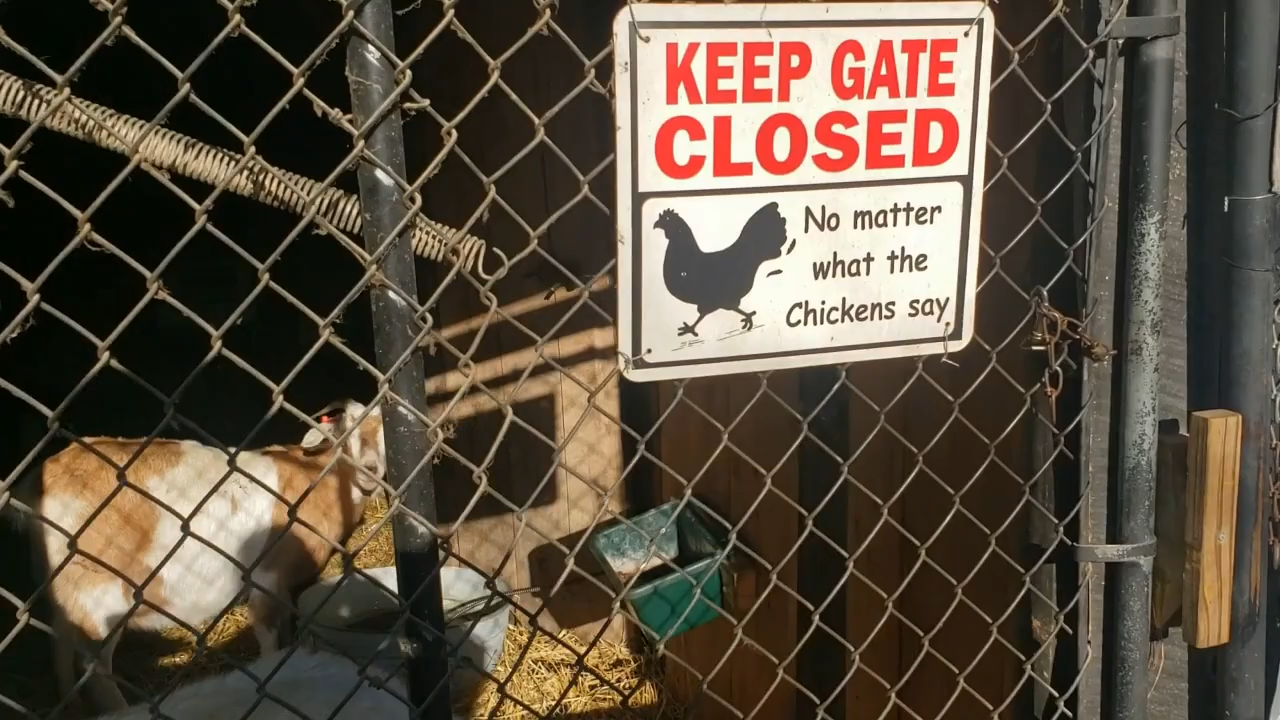 KEEP GATE
CLOSED
No matter
what the
Chickens say